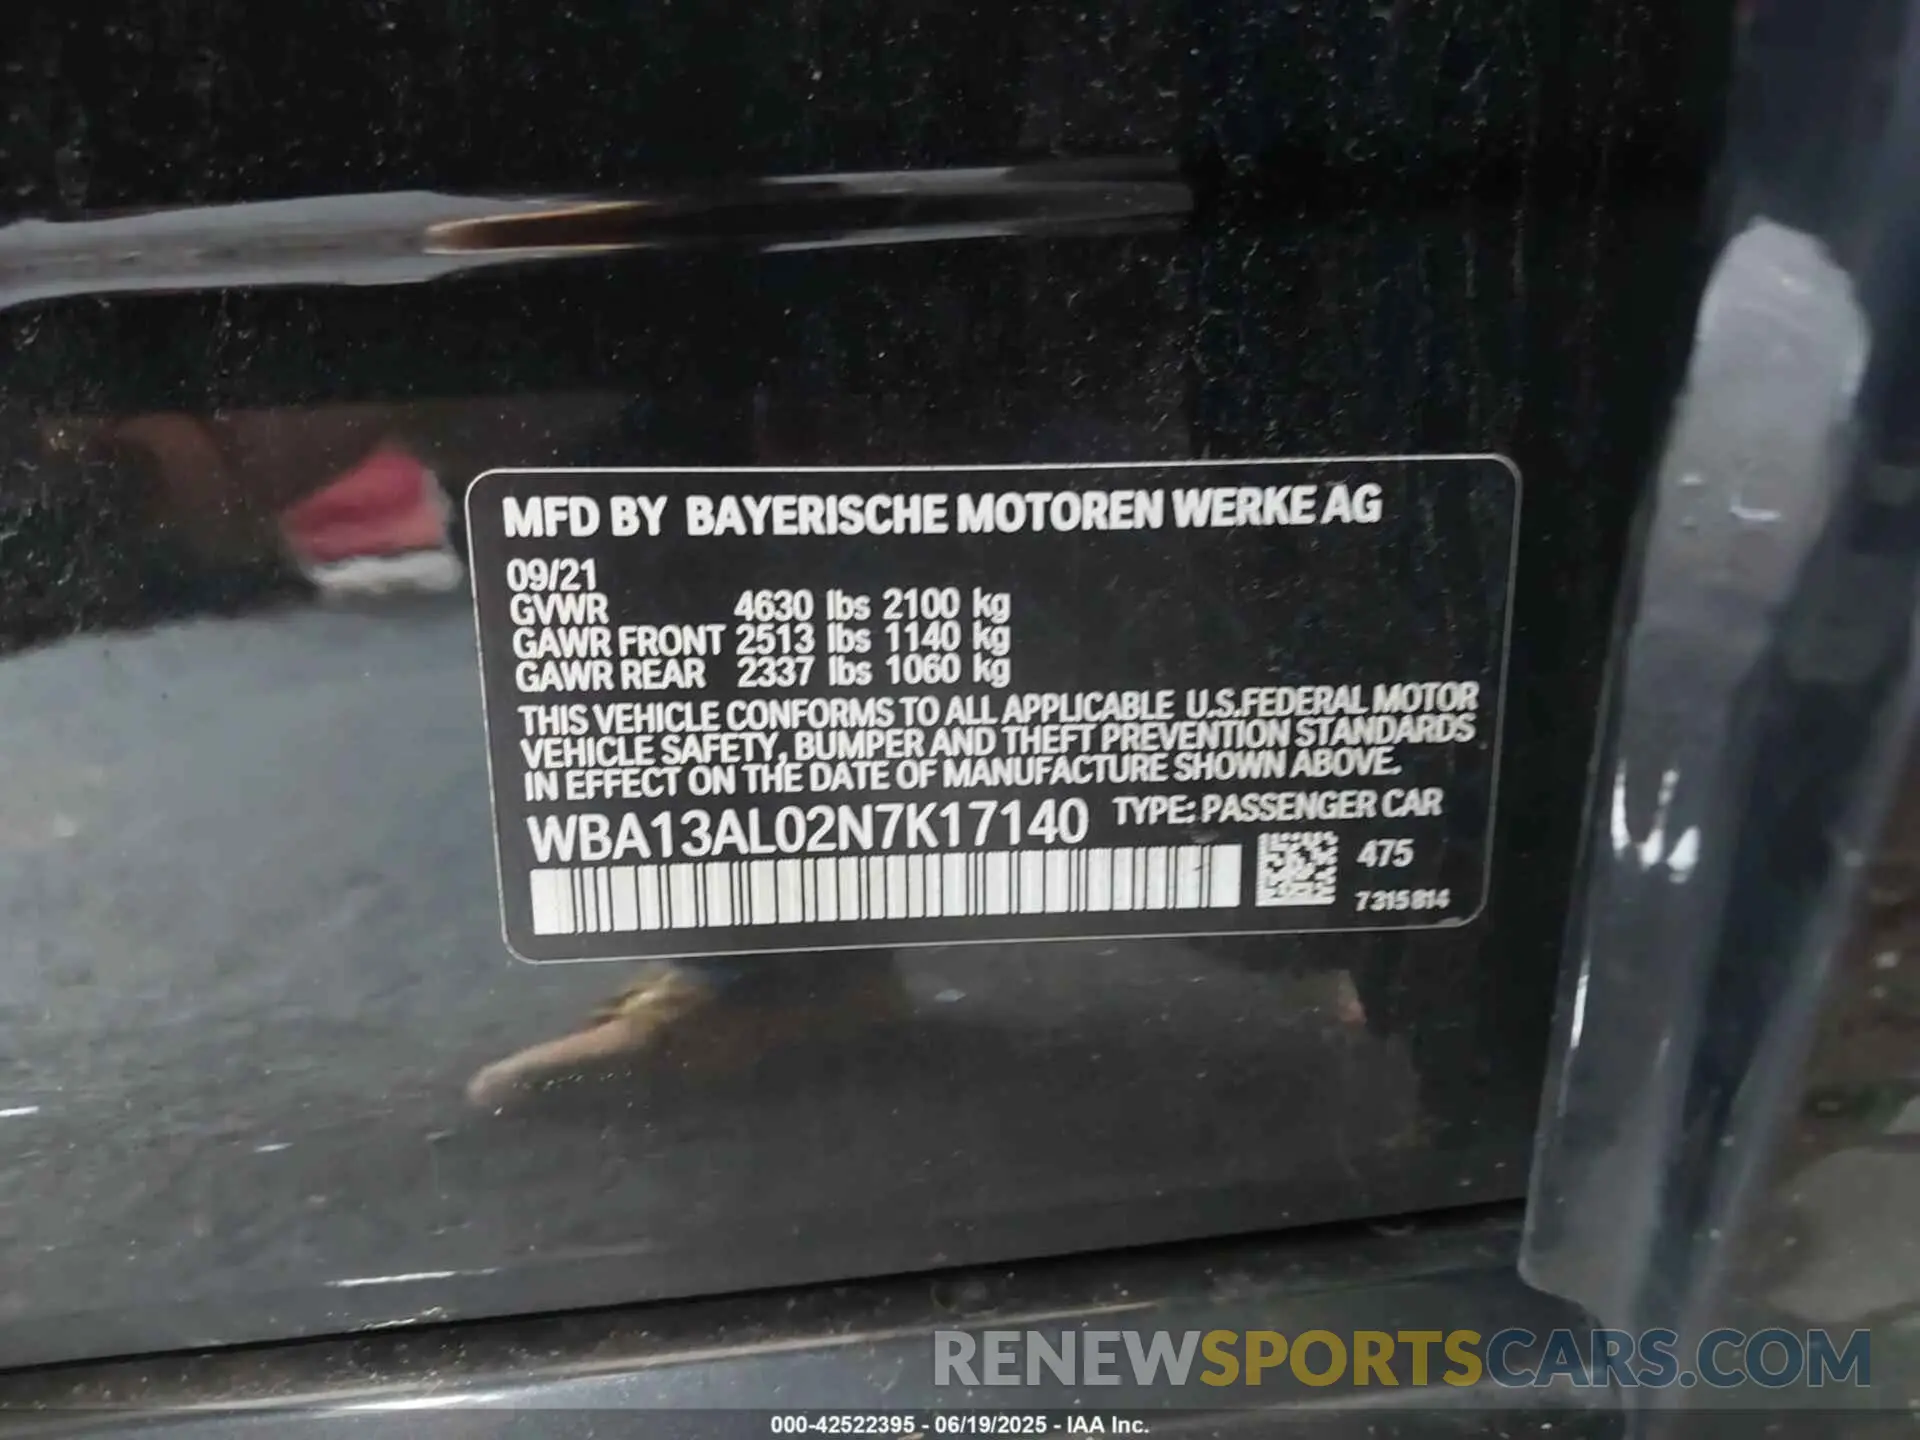 MFD BY BAYERISCHE MOTOREN WERKE AG
09/21
GVWR 4630 lbs 2100 kg
GAWR FRONT 2513 lbs 1140 kg
GAWR REAR 2337 lbs 1060 kg
THIS VEHICLE CONFORMS TO ALL APPLICABLE U.S.FEDERAL MOTOR
VEHICLE SAFETY, BUMPER AND THEFT PREVENTION STANDARDS
IN EFFECT ON THE DATE OF MANUFACTURE SHOWN ABOVE.
WBA13AL02N7K17140 TYPE: PASSENGER CAR
475
7315814
RENEWSPORTSCARS.COM
000-42522395 - 06/19/2025 - IAA Inc.